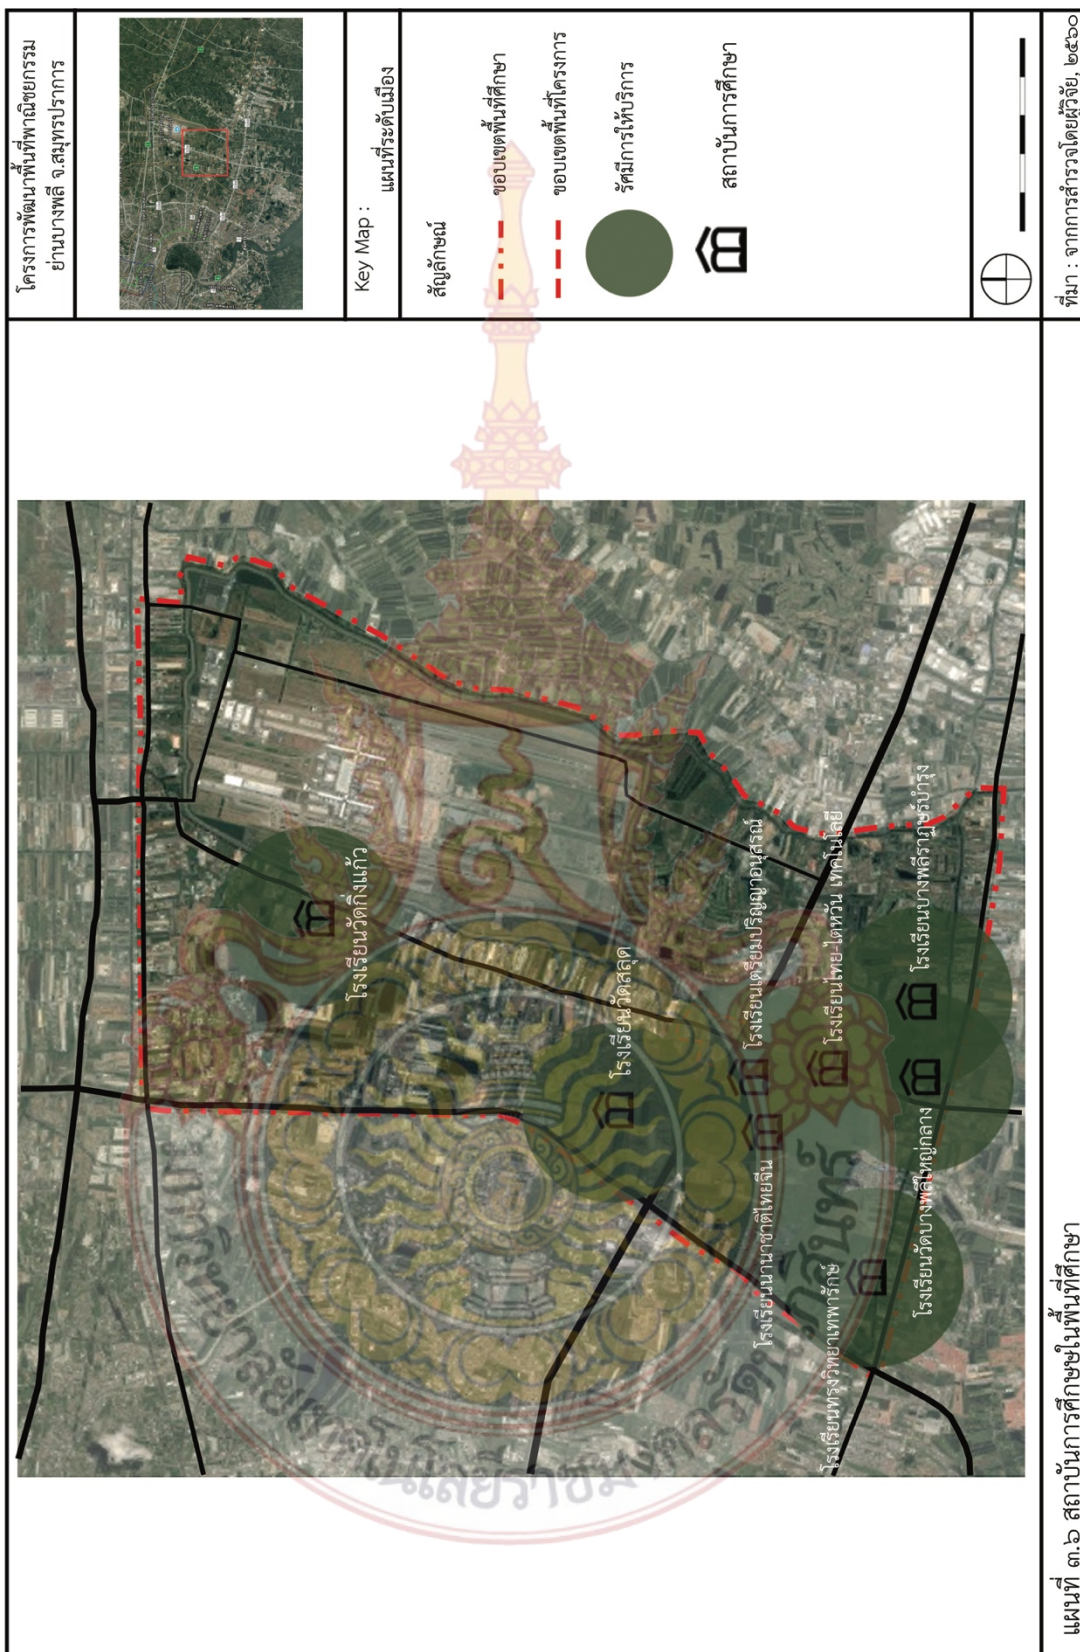 โครงการพัฒนาพื้นที่พาณิชยกรรม
ย่านบางพลี จ.สมุทรปราการ
Key Map :
แผนที่ระดับเมือง
สัญลักษณ์
ขอบเขตพื้นที่ศึกษา
ขอบเขตพื้นที่โครงการ
รัศมีการให้บริการ
สถาบันการศึกษา
ที่มา : จากการสำรวจโดยผู้วิจัย, ๒๕๖๐
โรงเรียนวัดกิ่งแก้ว
โรงเรียนวัดสลุด
โรงเรียนเตรียมปริญญานุสรณ์
โรงเรียนนานาชาติไทยจีน
โรงเรียนไทย-ไต้หวัน เทคโนโลยี
โรงเรียนทรงวิทยาเทพารักษ์
โรงเรียนบางพลีราษฎร์บำรุง
โรงเรียนวัดบางพลีใหญ่กลาง
แผนที่ ๓.๖ สถาบันการศึกษษในพื้นที่ศึกษา